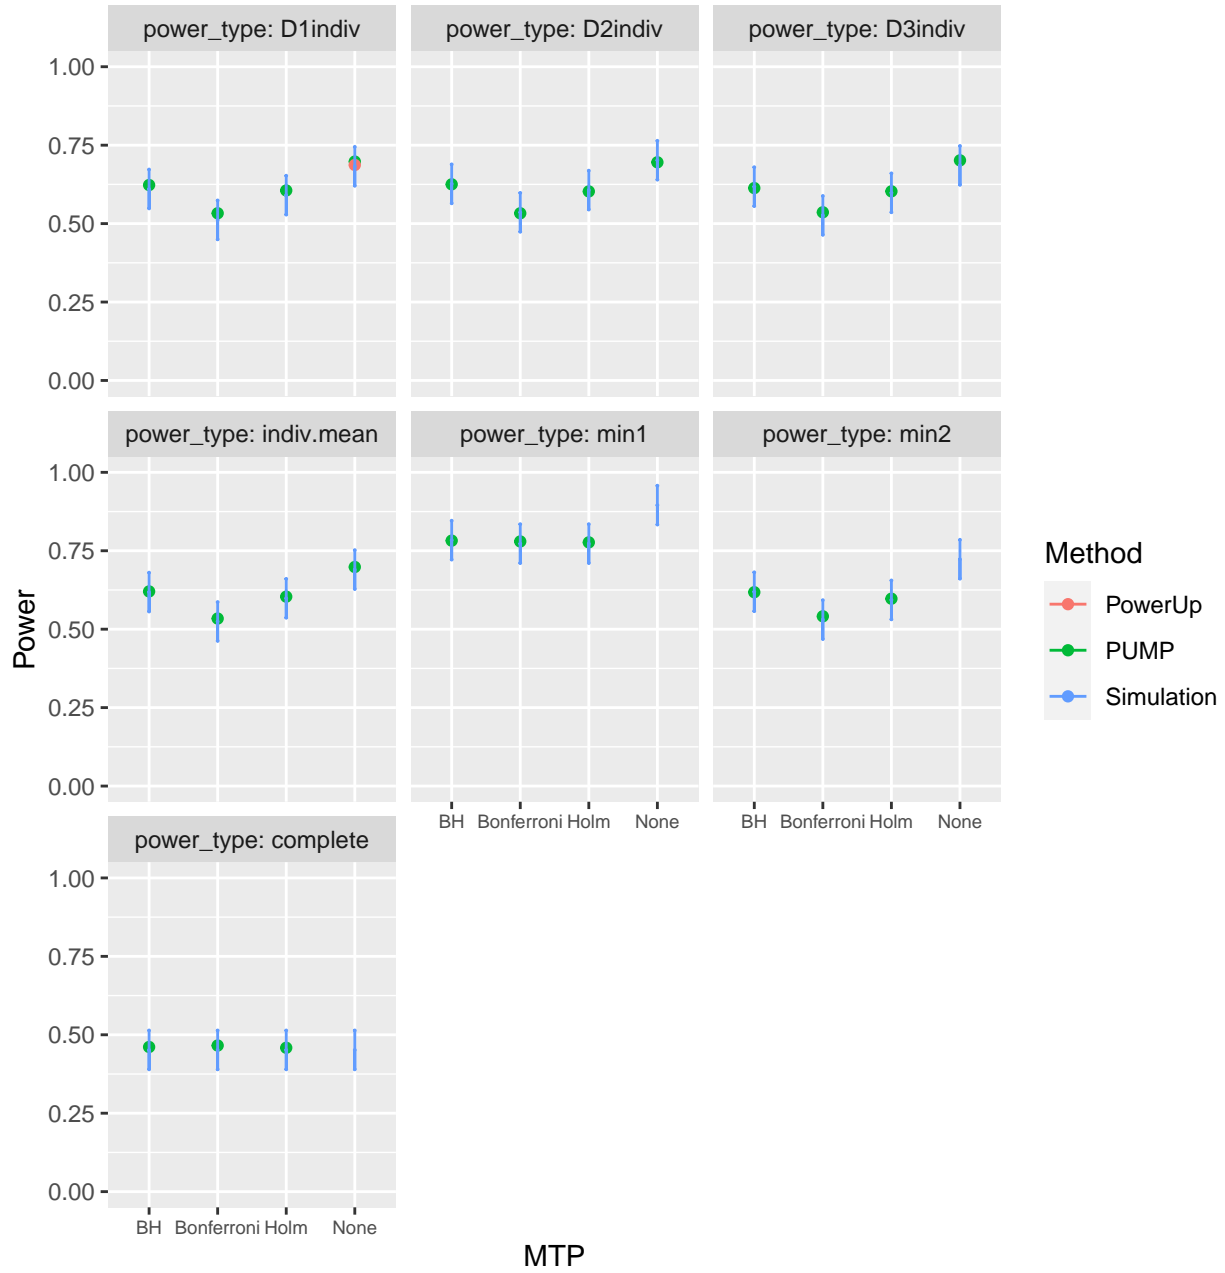 power_type: D1indiv power_type: D2indiv power_type: D3indiv
1.00
0.75
0.50
0.25
0.00
power_type: indiv.mean power_type: min1 power_type: min2
1.00
0.75
0.50
0.25
0.00
BH Bonferroni Holm None BH Bonferroni Holm None
power_type: complete
1.00
0.75
0.50
0.25
0.00
BH Bonferroni Holm None
MTP
Power
Method
PowerUp
PUMP
Simulation